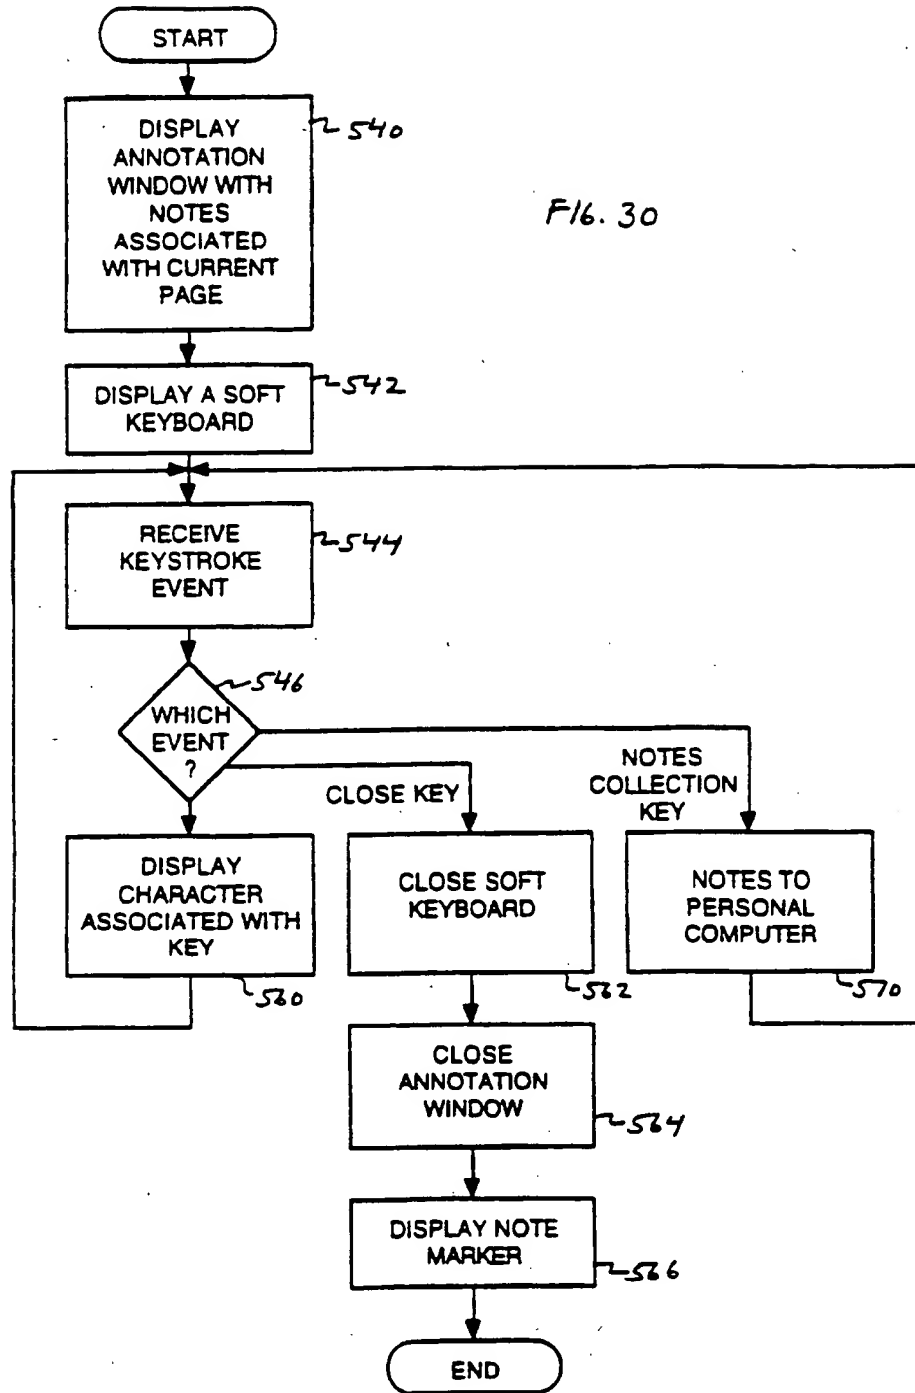 START
DISPLAY
ANNOTATION
WINDOW WITH
NOTES
ASSOCIATED
WITH CURRENT
PAGE
540
FIG. 30
DISPLAY A SOFT
KEYBOARD
542
RECEIVE
KEYSTROKE
EVENT
544
WHICH
EVENT
?
546
CLOSE KEY
NOTES
COLLECTION
KEY
DISPLAY
CHARACTER
ASSOCIATED WITH
KEY
560
CLOSE SOFT
KEYBOARD
562
NOTES TO
PERSONAL
COMPUTER
570
CLOSE
ANNOTATION
WINDOW
564
DISPLAY NOTE
MARKER
566
END